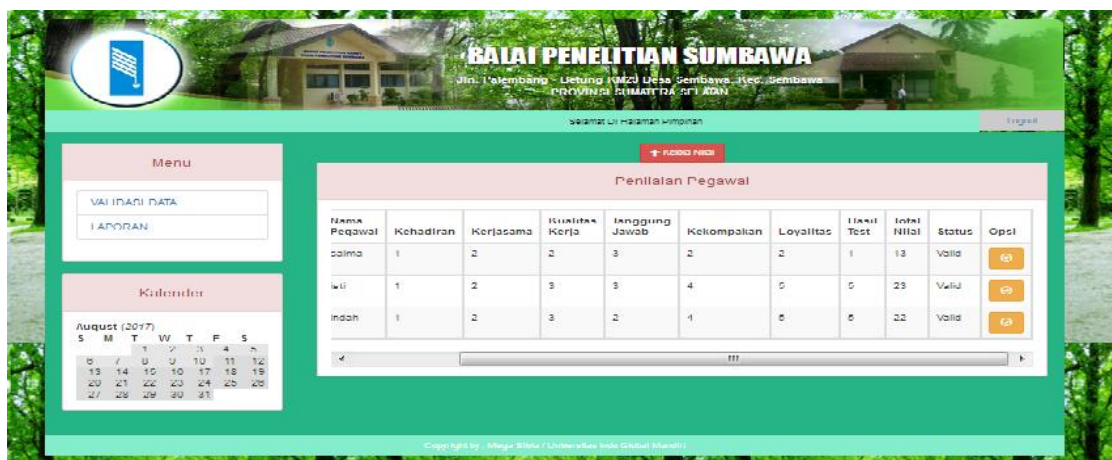 BALAI PENELITIAN SUMBAWA
Jln. Palembang - Betung KM29 Desa Sembawa, Kec. Sembawa
PROVINSI SUMATERA SELATAN
Selamat Di Halaman Pimpinan
Logout
Menu
VALIDASI DATA
LAPORAN
Kalender
August (2017)
S M T W T F S
1 2 3 4 5
6 7 8 9 10 11 12
13 14 15 16 17 18 19
20 21 22 23 24 25 26
27 28 29 30 31
Nilai
Penilaian Pegawai
Nama Pegawai Kehadiran Kerjasama Kualitas Kerja Tanggung Jawab Kekompakan Loyalitas Hasil Test Total Nilai Status Opsi
salma 1 2 2 3 2 2 1 13 Valid
1 2 3 3 4 5 5 23 Valid
indah 1 2 3 2 4 5 5 22 Valid
Copyright by : / Universitas Indo Global Mandiri